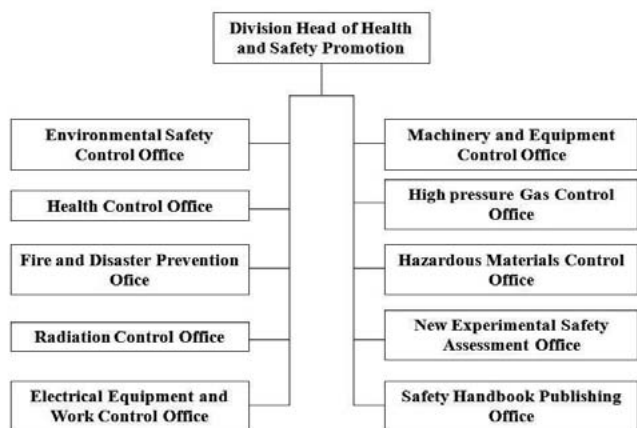 Division Head of Health
and Safety Promotion
Environmental Safety
Control Office
Health Control Office
Fire and Disaster Prevention
Ofice
Radiation Control Office
Electrical Equipment and
Work Control Office
Machinery and Equipment
Control Office
High pressure Gas Control
Office
Hazardous Materials Control
Office
New Experimental Safety
Assessment Office
Safety Handbook Publishing
Office